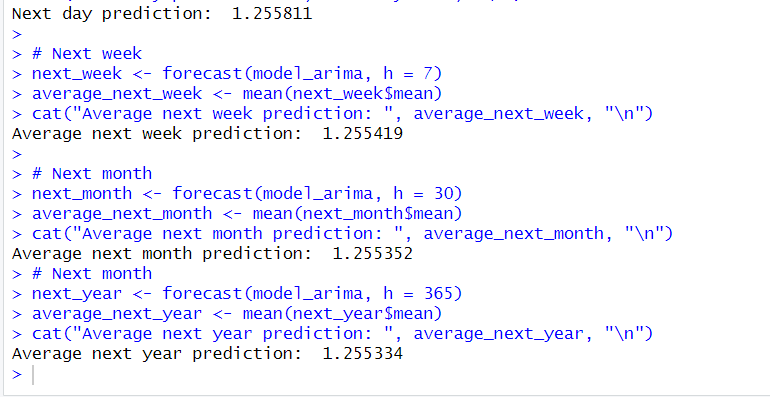 Next day prediction:  1.255811
>
> # Next week
> next_week <- forecast(model_arima, h = 7)
> average_next_week <- mean(next_week$mean)
> cat("Average next week prediction: ", average_next_week, "\n")
Average next week prediction:  1.255419
>
> # Next month
> next_month <- forecast(model_arima, h = 30)
> average_next_month <- mean(next_month$mean)
> cat("Average next month prediction: ", average_next_month, "\n")
Average next month prediction:  1.255352
> # Next month
> next_year <- forecast(model_arima, h = 365)
> average_next_year <- mean(next_year$mean)
> cat("Average next year prediction: ", average_next_year, "\n")
Average next year prediction:  1.255334
>